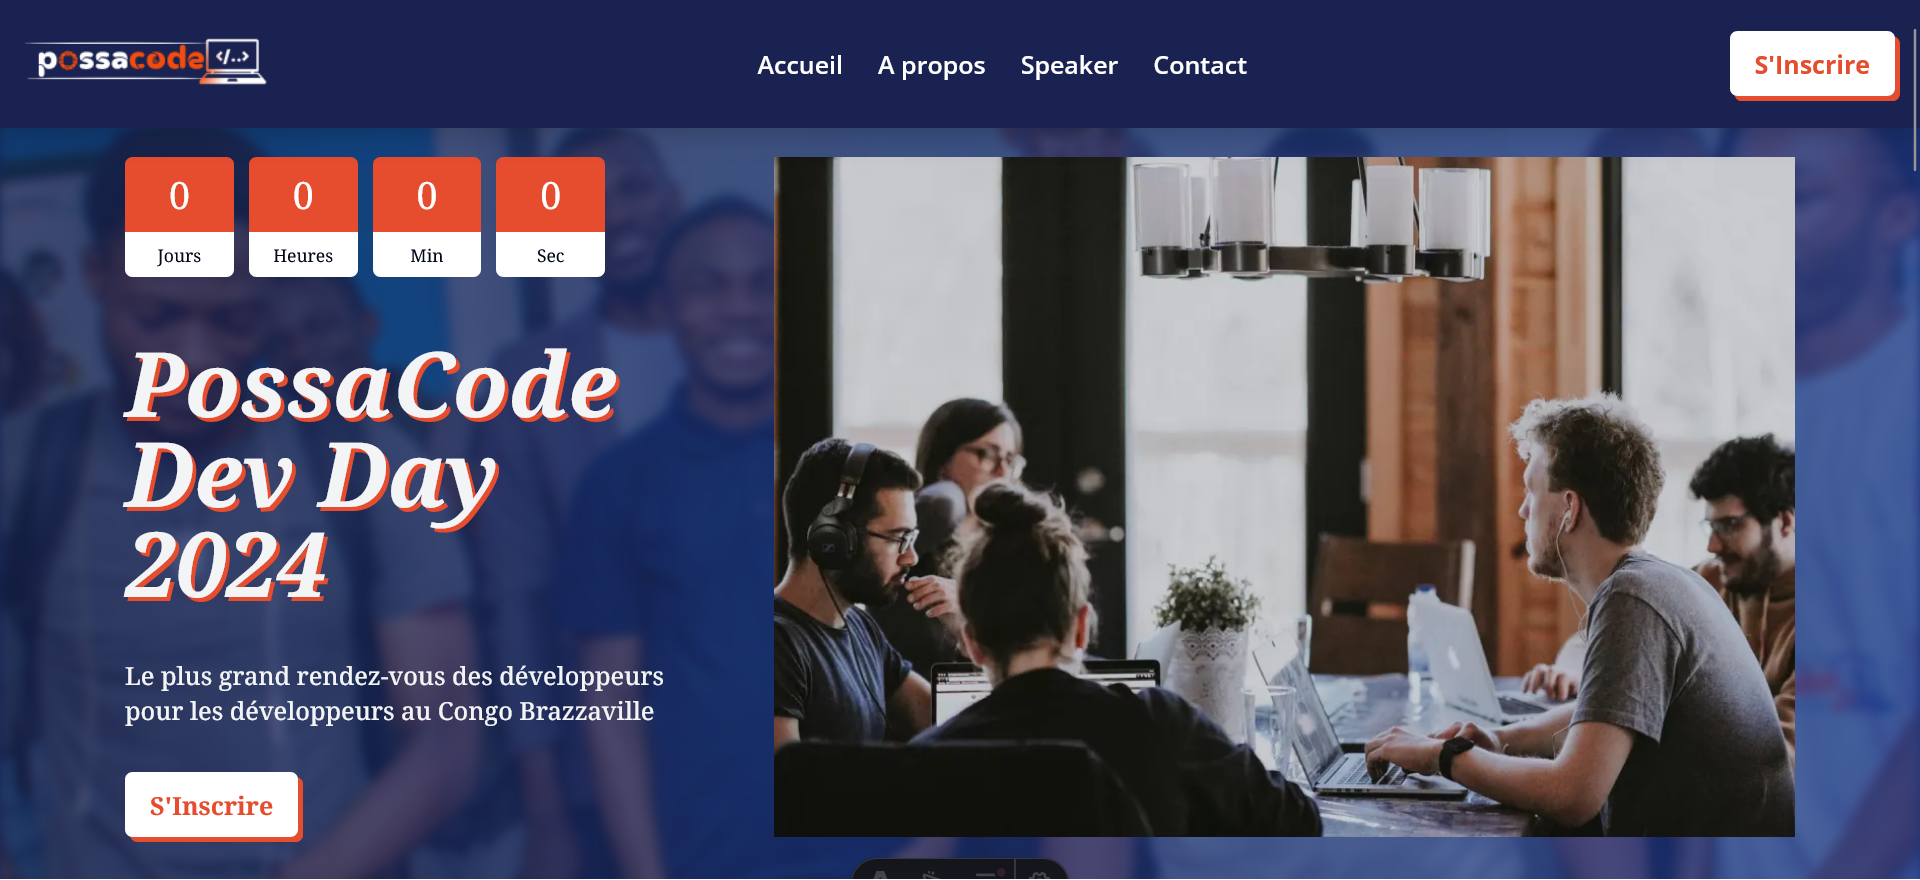 possacode </..>
Accueil A propos Speaker Contact
S'Inscrire
0 0 0 0
Jours Heures Min Sec
PossaCode
Dev Day
2024
Le plus grand rendez-vous des développeurs
pour les développeurs au Congo Brazzaville
S'Inscrire